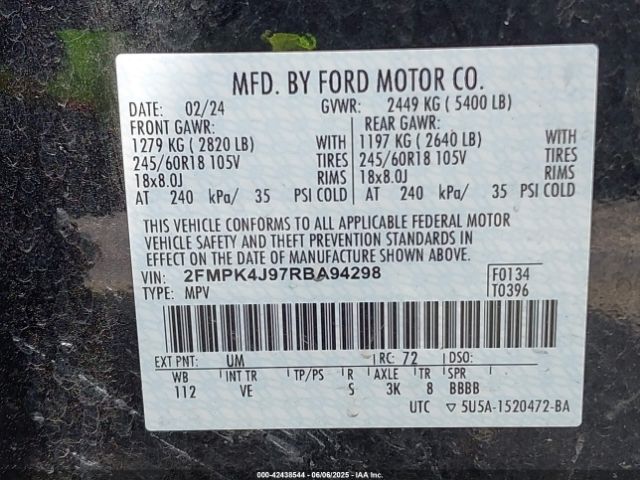 MFD. BY FORD MOTOR CO.
DATE: 02/24 GVWR: 2449 KG ( 5400 LB)
FRONT GAWR: REAR GAWR:
1279 KG ( 2820 LB) WITH 1197 KG ( 2640 LB) WITH
245/60R18 105V TIRES 245/60R18 105V TIRES
18x8.0J RIMS 18x8.0J RIMS
AT 240 kPa/ 35 PSI COLD AT 240 kPa/ 35 PSI COLD
THIS VEHICLE CONFORMS TO ALL APPLICABLE FEDERAL MOTOR
VEHICLE SAFETY AND THEFT PREVENTION STANDARDS IN
EFFECT ON THE DATE OF MANUFACTURE SHOWN ABOVE.
VIN: 2FMPK4J97RBA94298 F0134
TYPE: MPV T0396
EXT PNT: UM RC: 72 DSO:
WB INT TR TP/PS R AXLE TR SPR
112 VE S 3K 8 BBBB
UTC ▽ 5U5A-1520472-BA
000-42438544 - 06/06/2025 - IAAI.com